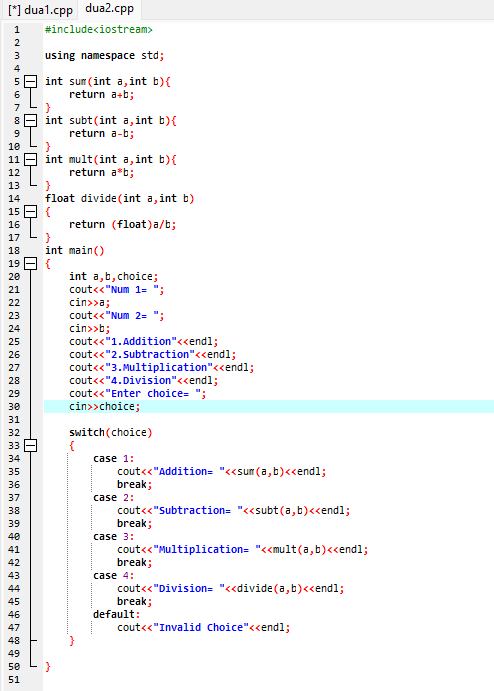 [*] dua1.cpp dua2.cpp
1 #include<iostream>
2
3 using namespace std;
4
5 int sum(int a,int b){
6 return a+b;
7 }
8 int subt(int a,int b){
9 return a-b;
10 }
11 int mult(int a,int b){
12 return a*b;
13 }
14 float divide(int a,int b)
15 {
16 return (float)a/b;
17 }
18 int main()
19 {
20 int a,b,choice;
21 cout<<"Num 1= ";
22 cin>>a;
23 cout<<"Num 2= ";
24 cin>>b;
25 cout<<"1.Addition"<<endl;
26 cout<<"2.Subtraction"<<endl;
27 cout<<"3.Multiplication"<<endl;
28 cout<<"4.Division"<<endl;
29 cout<<"Enter choice= ";
30 cin>>choice;
31
32 switch(choice)
33 {
34 case 1:
35 cout<<"Addition= "<<sum(a,b)<<endl;
36 break;
37 case 2:
38 cout<<"Subtraction= "<<subt(a,b)<<endl;
39 break;
40 case 3:
41 cout<<"Multiplication= "<<mult(a,b)<<endl;
42 break;
43 case 4:
44 cout<<"Division= "<<divide(a,b)<<endl;
45 break;
46 default:
47 cout<<"Invalid Choice"<<endl;
48 }
49
50 }
51